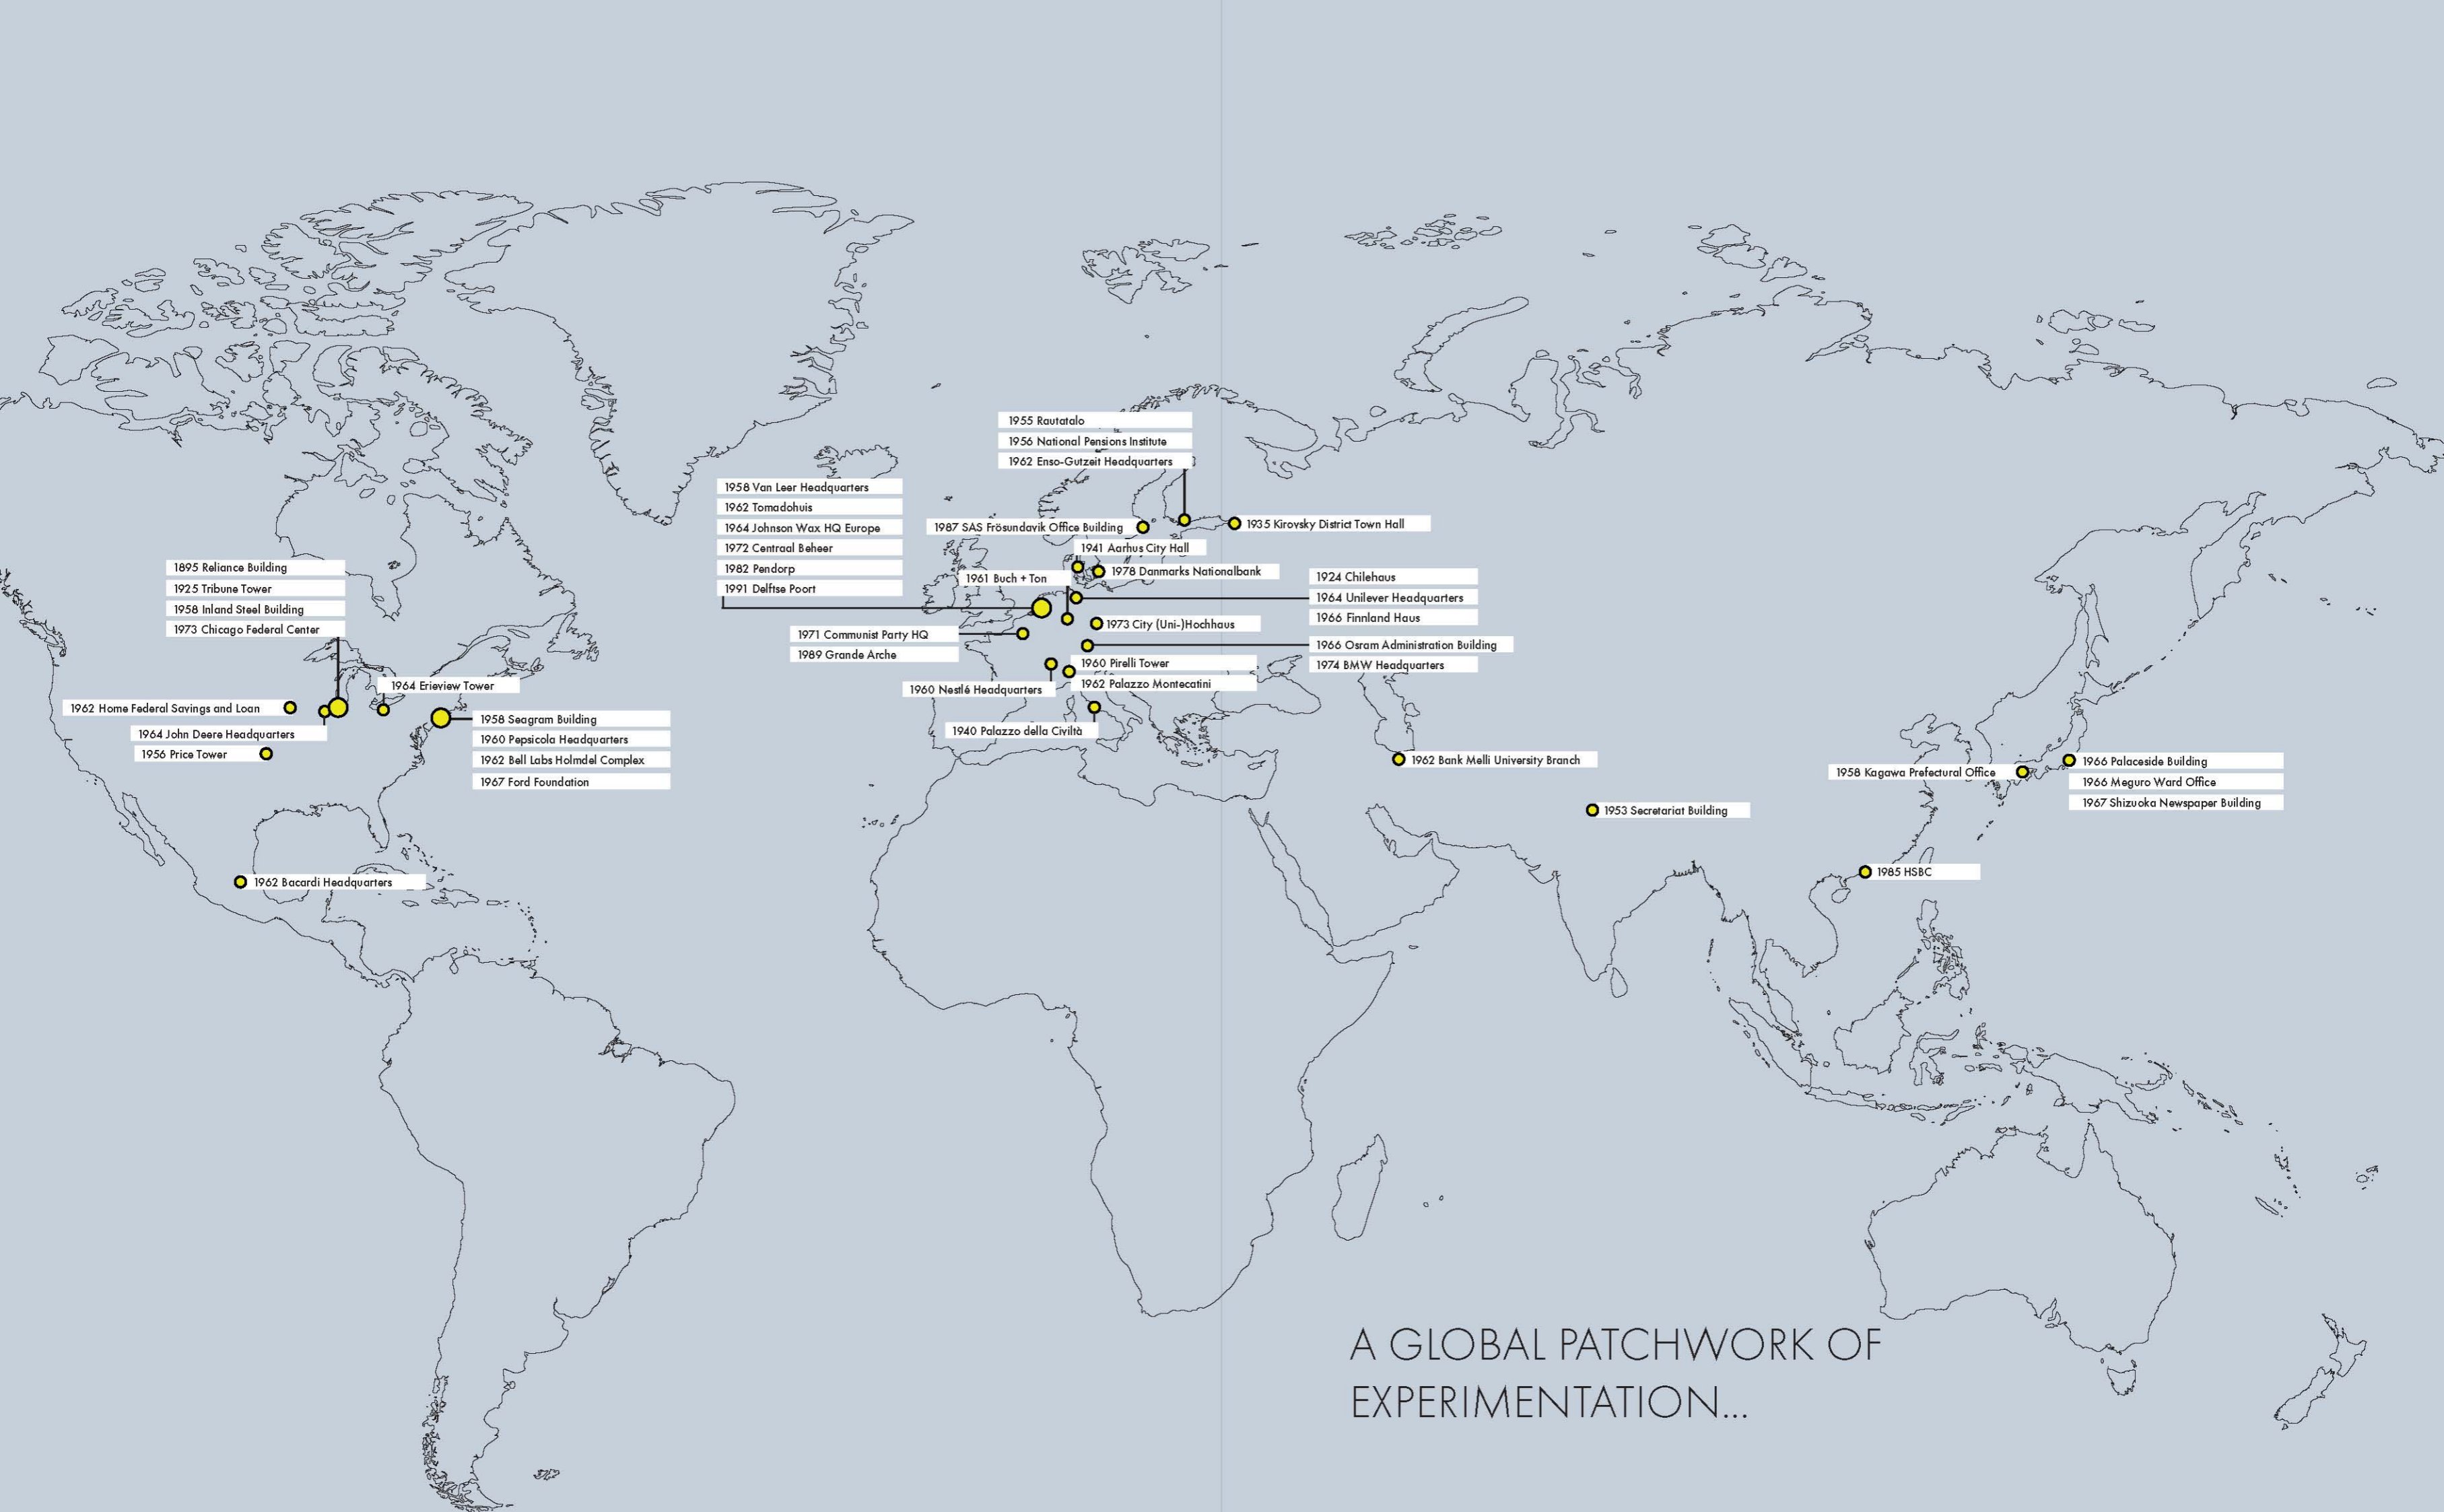 1955 Rautatalo
1956 National Pensions Institute
1962 Enso-Gutzeit Headquarters
1958 Van Leer Headquarters
1962 Tomadohuis
1964 Johnson Wax HQ Europe
1972 Centraal Beheer
1982 Pendorp
1991 Delftse Poort
1987 SAS Frösundavik Office Building
1935 Kirovsky District Town Hall
1941 Aarhus City Hall
1978 Danmarks Nationalbank
1961 Buch + Ton
1924 Chilehaus
1964 Unilever Headquarters
1966 Finnland Haus
1895 Reliance Building
1925 Tribune Tower
1958 Inland Steel Building
1973 Chicago Federal Center
1973 City (Uni-)Hochhaus
1971 Communist Party HQ
1989 Grande Arche
1966 Osram Administration Building
1974 BMW Headquarters
1960 Pirelli Tower
1962 Palazzo Montecatini
1960 Nestlé Headquarters
1940 Palazzo della Civiltà
1964 Erieview Tower
1962 Home Federal Savings and Loan
1964 John Deere Headquarters
1956 Price Tower
1958 Seagram Building
1960 Pepsicola Headquarters
1962 Bell Labs Holmdel Complex
1967 Ford Foundation
1962 Bank Melli University Branch
1958 Kagawa Prefectural Office
1966 Palaceside Building
1966 Meguro Ward Office
1967 Shizuoka Newspaper Building
1953 Secretariat Building
1985 HSBC
1962 Bacardi Headquarters
A GLOBAL PATCHWORK OF
EXPERIMENTATION...